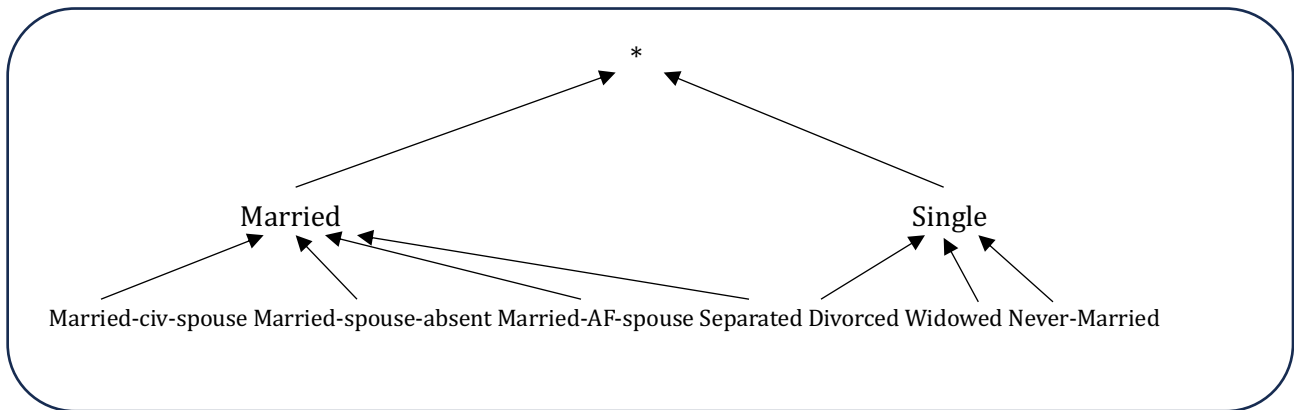 *
Married Single
Married-civ-spouse Married-spouse-absent Married-AF-spouse Separated Divorced Widowed Never-Married